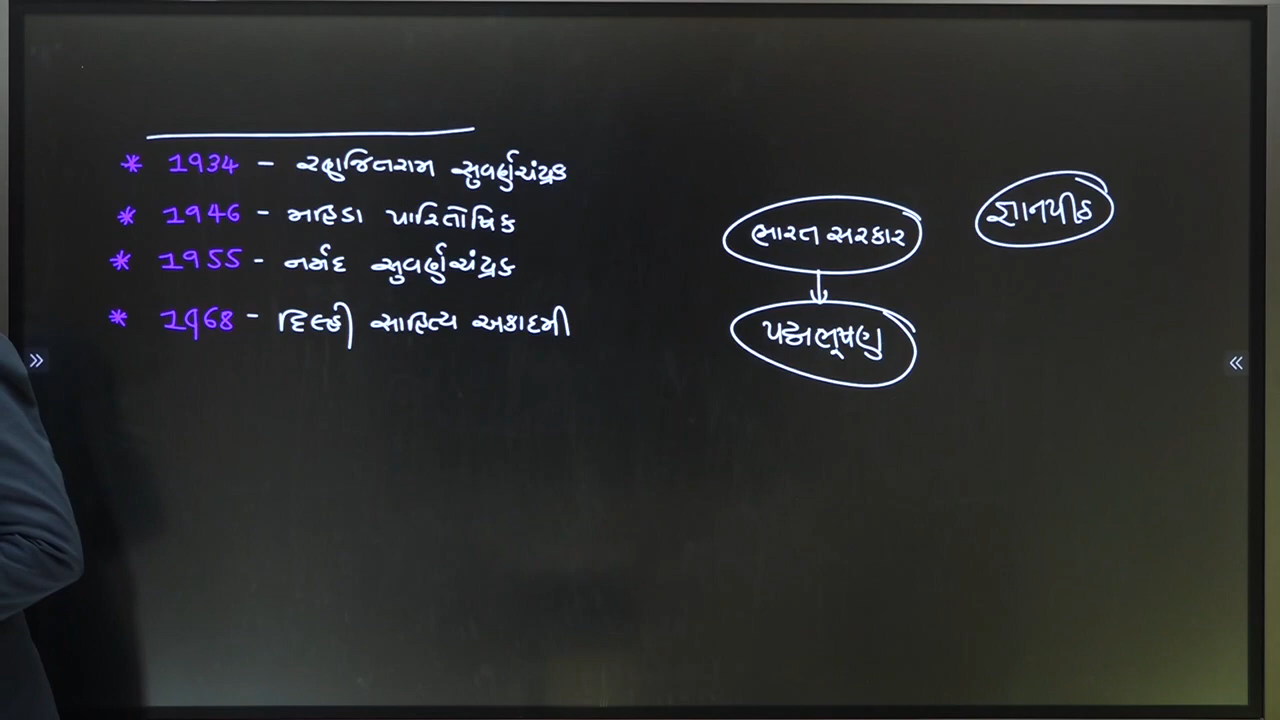 * 1934 - રણજિતરામ સુવર્ણચંદ્રક
* 1946 - મહિડા પારિતોષિક
* 1955 - નર્મદ સુવર્ણચંદ્રક
* 1968 - દિલ્હી સાહિત્ય અકાદમી
ભારત સરકાર
પદ્મભૂષણ
જ્ઞાનપીઠ